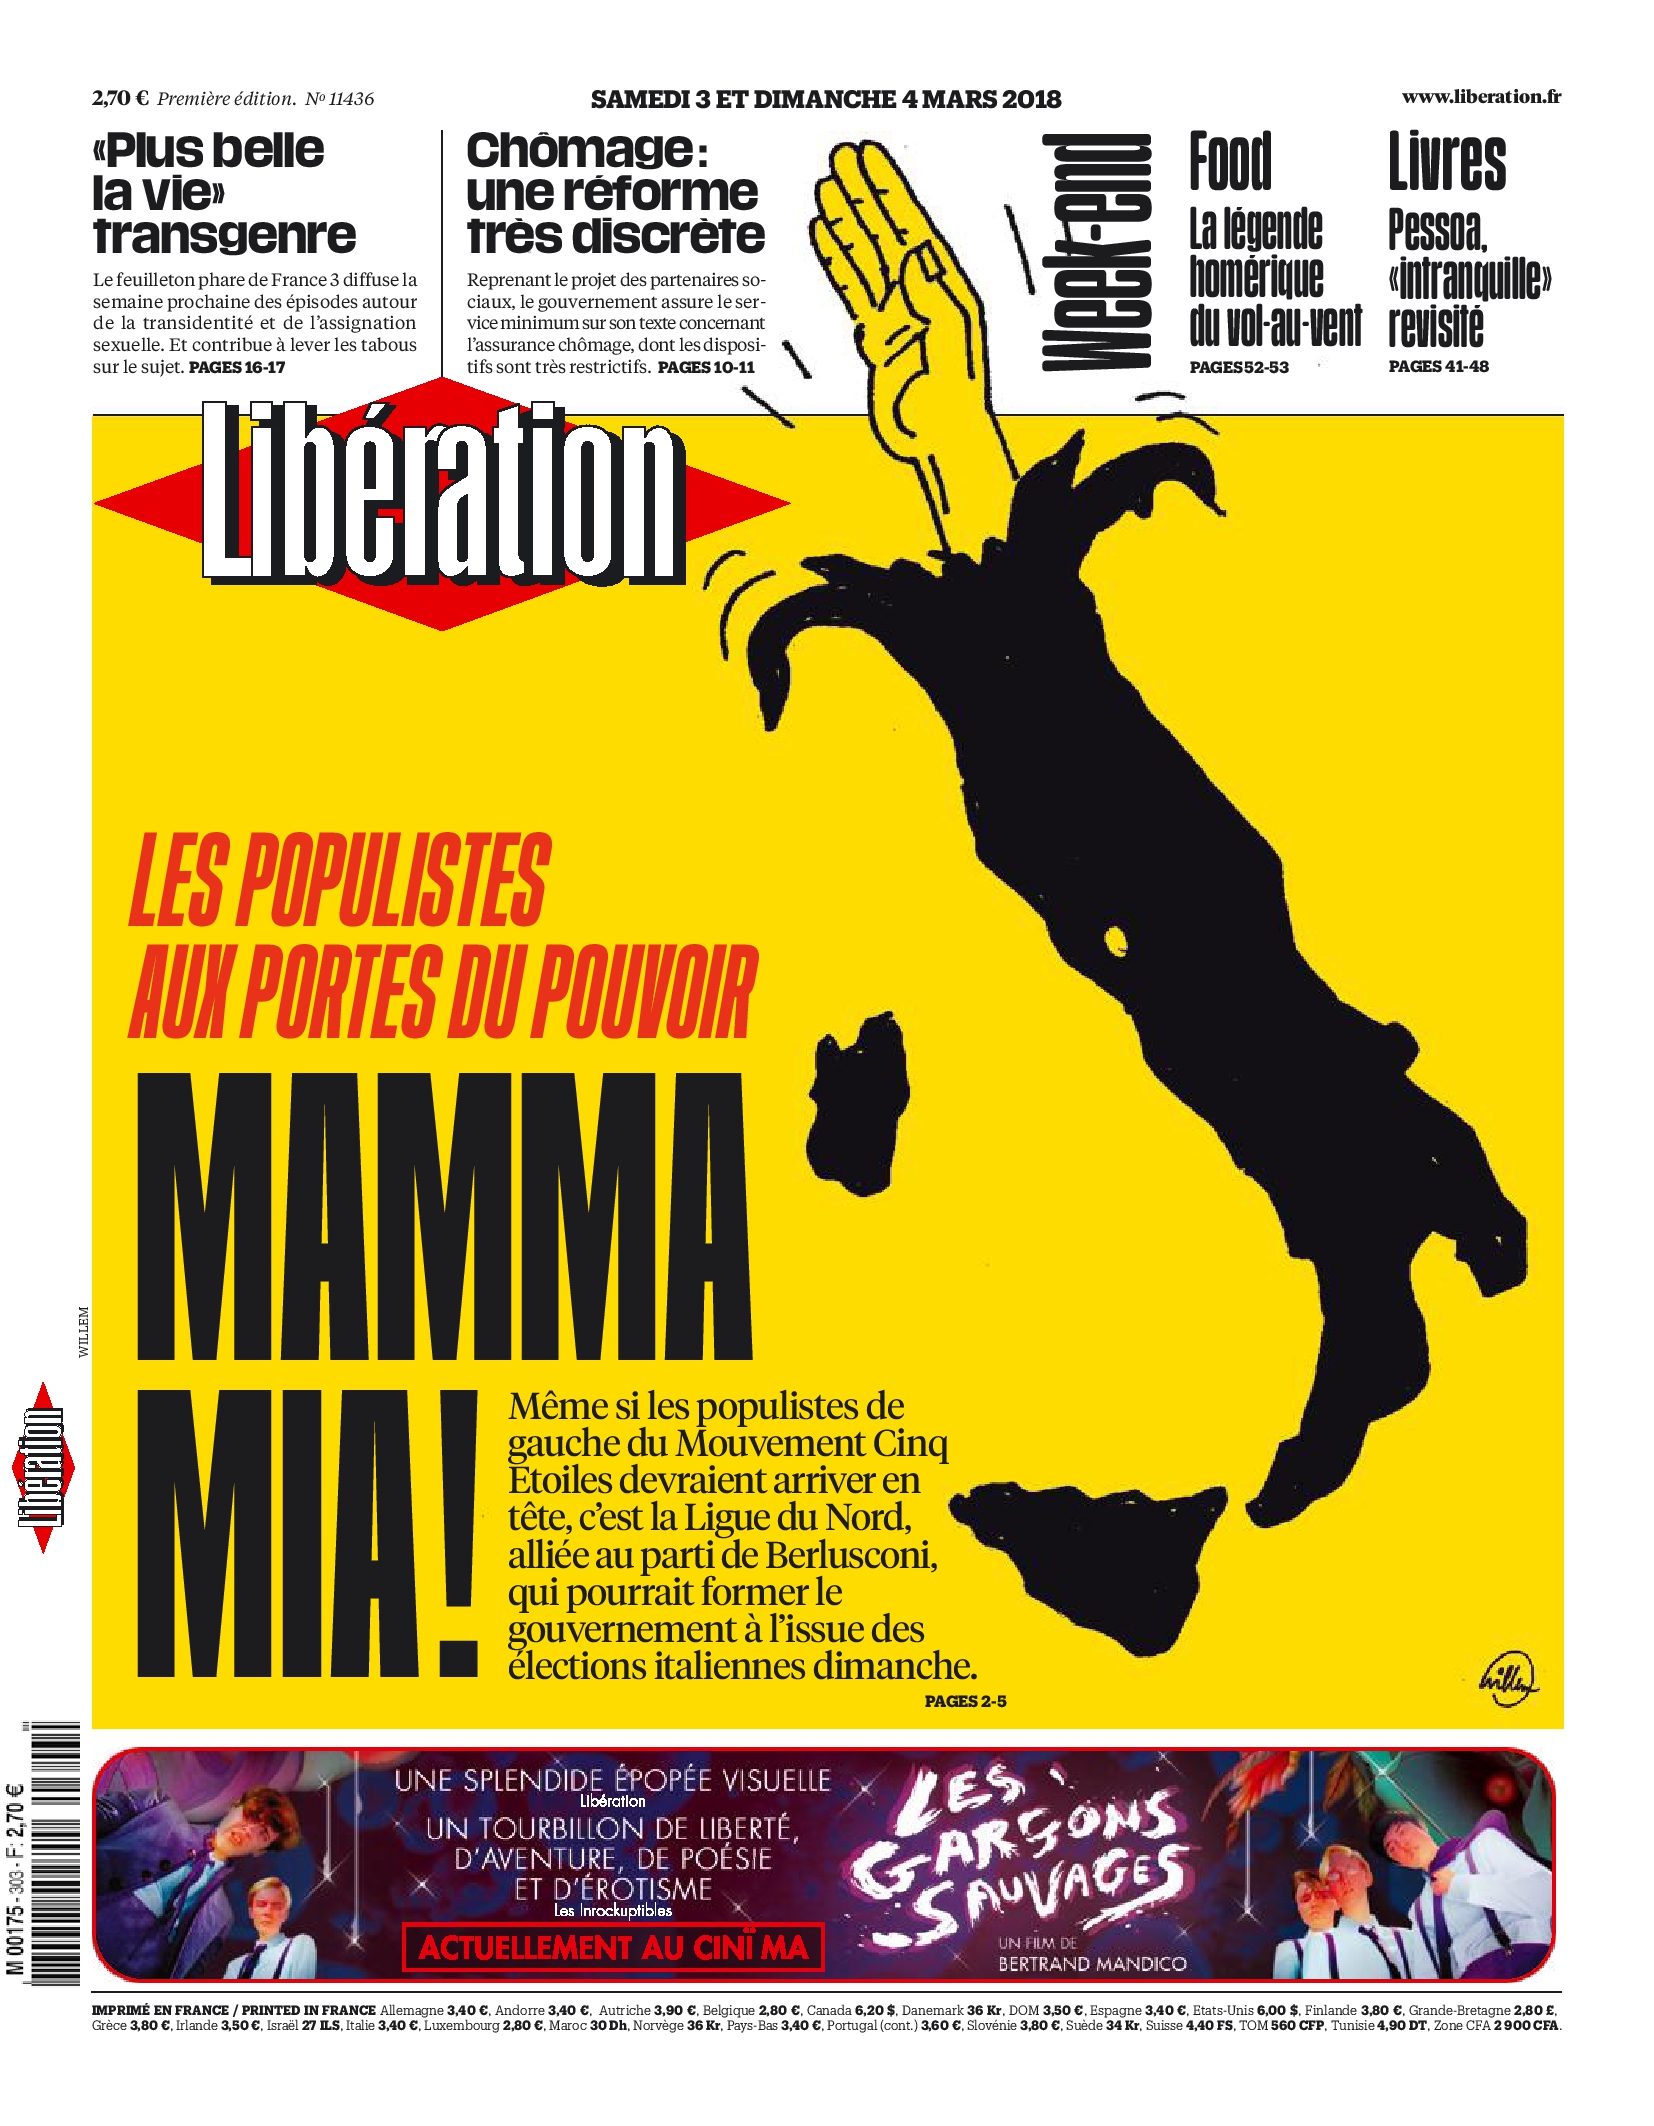 2,70 € Première édition. No 11436
SAMEDI 3 ET DIMANCHE 4 MARS 2018
www.liberation.fr
«Plus belle
la vie»
transgenre
Le feuilleton phare de France 3 diffuse la
semaine prochaine des épisodes autour
de la transidentité et de l’assignation
sexuelle. Et contribue à lever les tabous
sur le sujet. PAGES 16-17
Chômage :
une réforme
très discrète
Reprenant le projet des partenaires so-
ciaux, le gouvernement assure le ser-
vice minimum sur son texte concernant
l’assurance chômage, dont les disposi-
tifs sont très restrictifs. PAGES 10-11
Week-end
Food
La légende
homérique
du vol-au-vent
PAGES 52-53
Livres
Pessoa,
«intranquille»
revisité
PAGES 41-48
Libération
LES POPULISTES
AUX PORTES DU POUVOIR
MAMMA
MIA!
Même si les populistes de
gauche du Mouvement Cinq
Etoiles devraient arriver en
tête, c’est la Ligue du Nord,
alliée au parti de Berlusconi,
qui pourrait former le
gouvernement à l’issue des
élections italiennes dimanche.
PAGES 2-5
WILLEM
Libération
willem
M 00175 - 303 - F: 2,70 €
UNE SPLENDIDE ÉPOPÉE VISUELLE
Libération
UN TOURBILLON DE LIBERTÉ,
D’AVENTURE, DE POÉSIE
ET D’ÉROTISME
Les Inrockuptibles
ACTUELLEMENT AU CINÏ MA
LES
GARÇONS
SAUVAGES
UN FILM DE
BERTRAND MANDICO
IMPRIMÉ EN FRANCE / PRINTED IN FRANCE Allemagne 3,40 €, Andorre 3,40 €, Autriche 3,90 €, Belgique 2,80 €, Canada 6,20 $, Danemark 36 Kr, DOM 3,50 €, Espagne 3,40 €, Etats-Unis 6,00 $, Finlande 3,80 €, Grande-Bretagne 2,80 £,
Grèce 3,80 €, Irlande 3,50 €, Israël 27 ILS, Italie 3,40 €, Luxembourg 2,80 €, Maroc 30 Dh, Norvège 36 Kr, Pays-Bas 3,40 €, Portugal (cont.) 3,60 €, Slovénie 3,80 €, Suède 34 Kr, Suisse 4,40 FS, TOM 560 CFP, Tunisie 4,90 DT, Zone CFA 2 900 CFA.